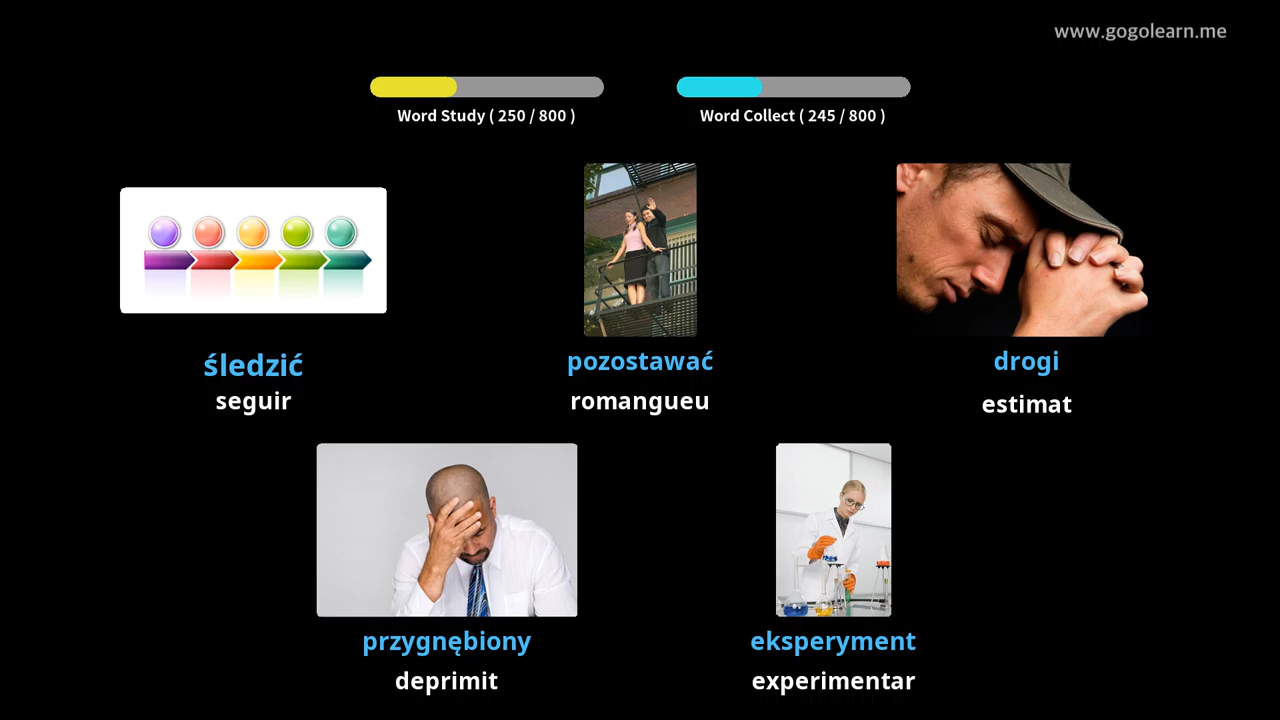 www.gogolearn.me
Word Study ( 250 / 800 )
Word Collect ( 245 / 800 )
śledzić
seguir
pozostawać
romangueu
drogi
estimat
przygnębiony
deprimit
eksperyment
experimentar